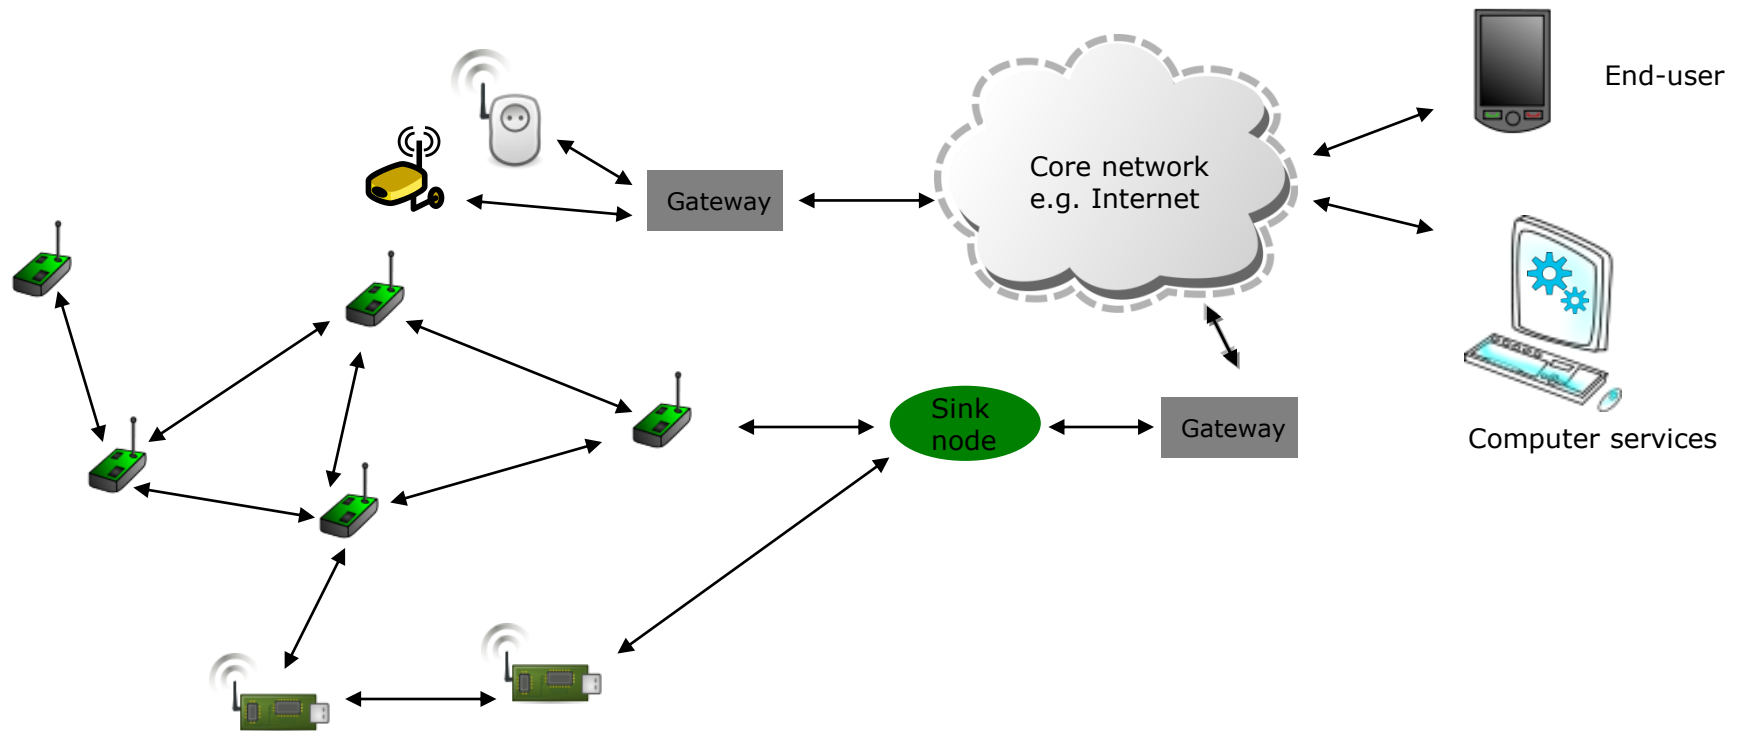 End-user
Core network
e.g. Internet
Gateway
Sink
node
Gateway
Computer services